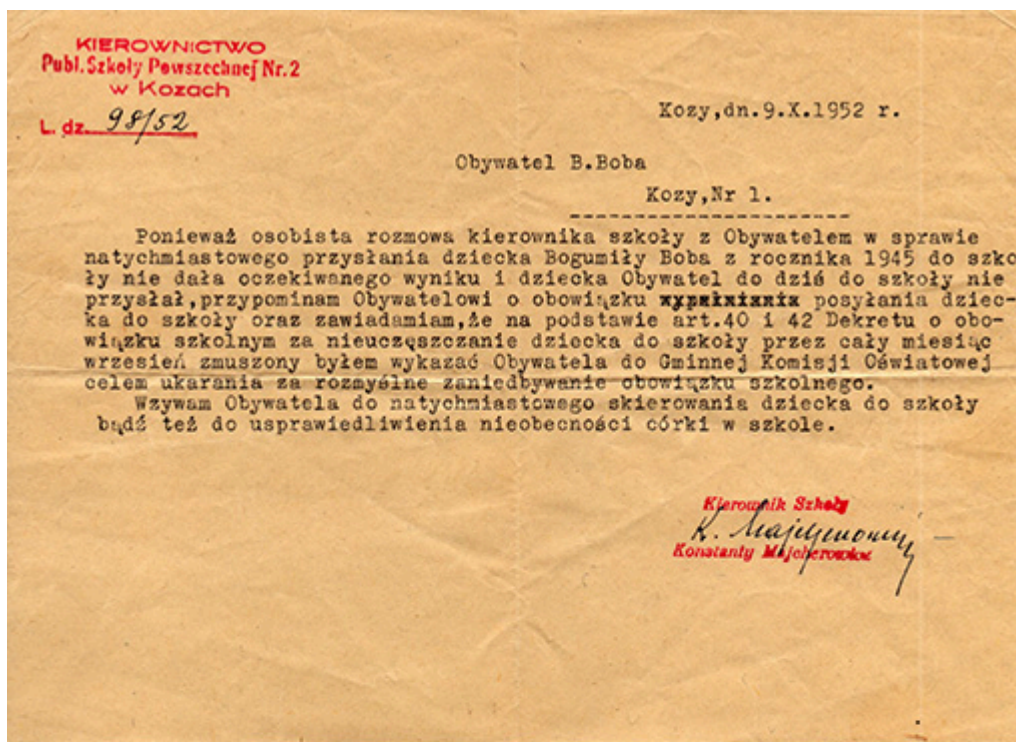 KIEROWNICTWO
Publ. Szkoły Powszechnej Nr. 2
w Kozach
L. dz. 98/52
Kozy,dn.9.X.1952 r.
Obywatel B.Boba
Kozy,Nr 1.
Ponieważ osobista rozmowa kierownika szkoły z Obywatelem w sprawie
natychmiastowego przysłania dziecka Bogumiły Boba z rocznika 1945 do szko
ły nie dała oczekiwanego wyniku i dziecka Obywatel do dziś do szkoły nie
przysłał,przypominam Obywatelowi o obowiązku posyłania dziec-
ka do szkoły oraz zawiadamiam,że na podstawie art.40 i 42 Dekretu o obo-
wiązku szkolnym za nieuczęszczanie dziecka do szkoły przez cały miesiąc
wrzesień zmuszony byłem wykazać Obywatela do Gminnej Komisji Oświatowej
celem ukarania za rozmyślne zaniedbywanie obowiązku szkolnego.
Wzywam Obywatela do natychmiastowego skierowania dziecka do szkoły
bądź też do usprawiedliwienia nieobecności córki w szkole.
Kierownik Szkoły
K. Majcherowicz
Konstanty Majcherowicz